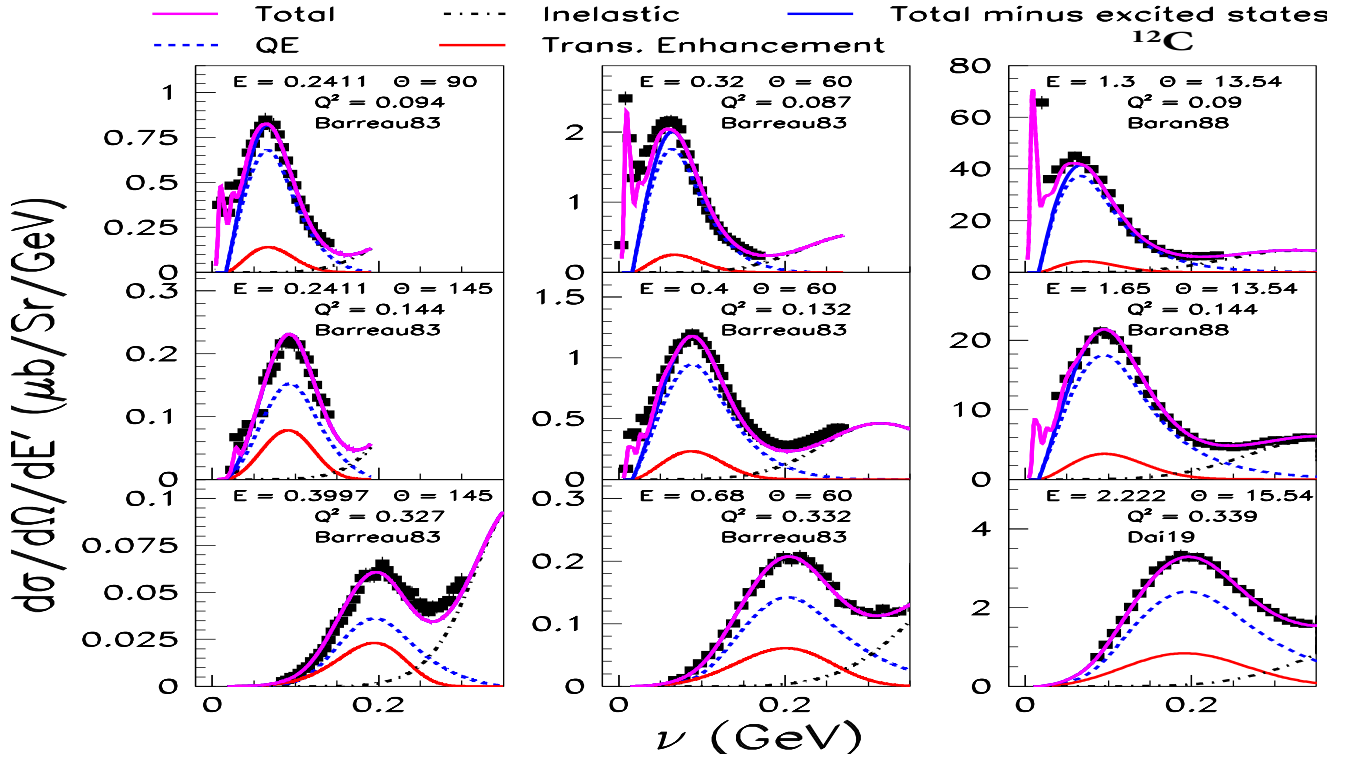 Total Inelastic Total minus excited states
QE Trans. Enhancement ¹²C
E = 0.2411 Θ = 90
Q² = 0.094
Barreau83
E = 0.32 Θ = 60
Q² = 0.087
Barreau83
E = 1.3 Θ = 13.54
Q² = 0.09
Baran88
1
0.75
0.5
0.25
0
2
1
0
80
60
40
20
0
E = 0.2411 Θ = 145
Q² = 0.144
Barreau83
E = 0.4 Θ = 60
Q² = 0.132
Barreau83
E = 1.65 Θ = 13.54
Q² = 0.144
Baran88
0.3
0.2
0.1
0
1.5
1
0.5
0
20
10
0
E = 0.3997 Θ = 145
Q² = 0.327
Barreau83
E = 0.68 Θ = 60
Q² = 0.332
Barreau83
E = 2.222 Θ = 15.54
Q² = 0.339
Dai19
0.1
0.075
0.05
0.025
0
0.3
0.2
0.1
0
4
2
0
0 0.2 0 0.2 0 0.2
ν (GeV)
dσ/dΩ/dE′ (μb/Sr/GeV)